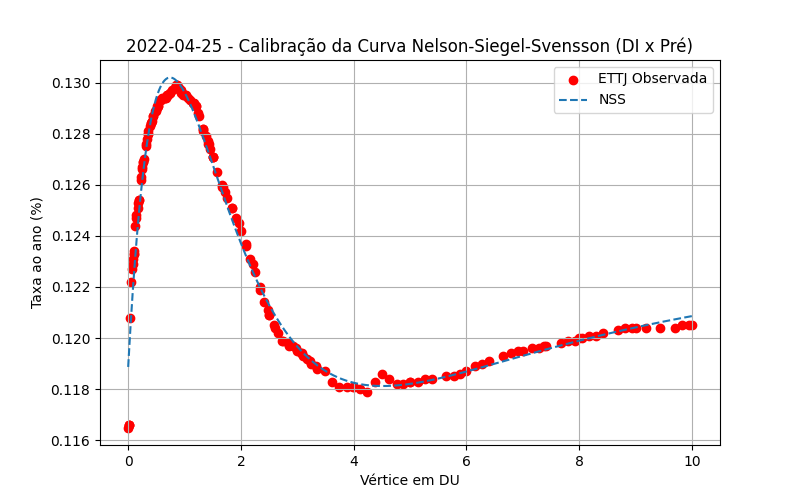 2022-04-25 - Calibração da Curva Nelson-Siegel-Svensson (DI x Pré)
ETTJ Observada
NSS
Taxa ao ano (%)
0.130
0.128
0.126
0.124
0.122
0.120
0.118
0.116
0 2 4 6 8 10
Vértice em DU